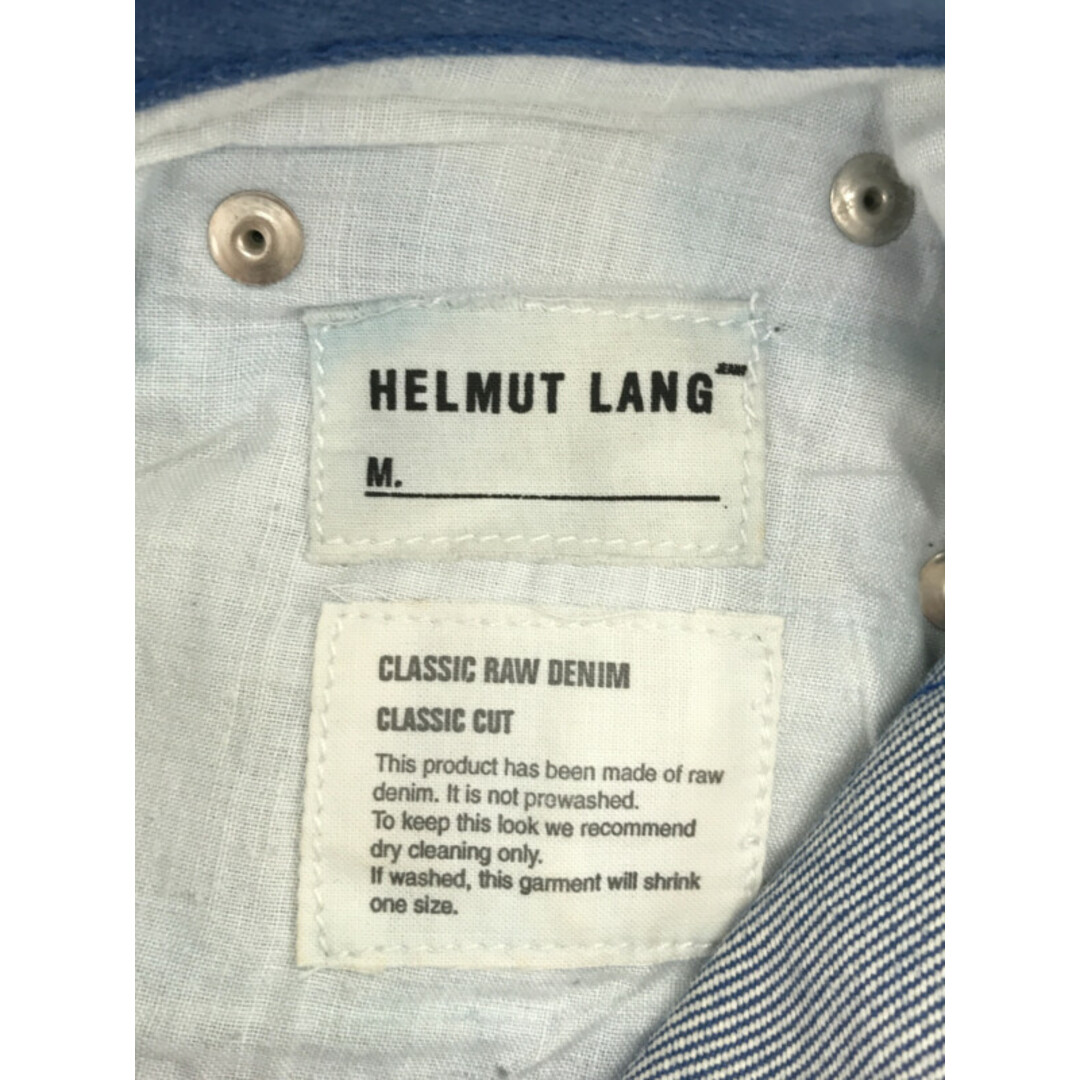 HELMUT LANG JEANS
M.
CLASSIC RAW DENIM
CLASSIC CUT
This product has been made of raw
denim. It is not prewashed.
To keep this look we recommend
dry cleaning only.
If washed, this garment will shrink
one size.